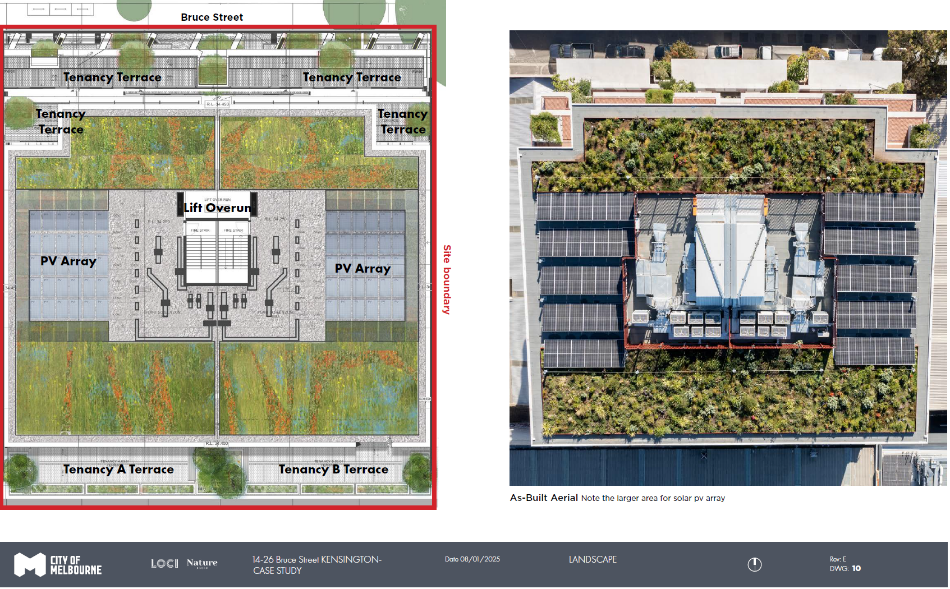 Bruce Street
Tenancy Terrace
Tenancy Terrace
Tenancy
Terrace
Tenancy
Terrace
Lift Overun
PV Array
PV Array
Site boundary
Tenancy A Terrace
Tenancy B Terrace
As-Built Aerial Note the larger area for solar pv array
CITY OF
MELBOURNE
LOCI
Nature
14-26 Bruce Street KENSINGTON-
CASE STUDY
Date 08/01/2025
LANDSCAPE
Rev: E
DWG. 10